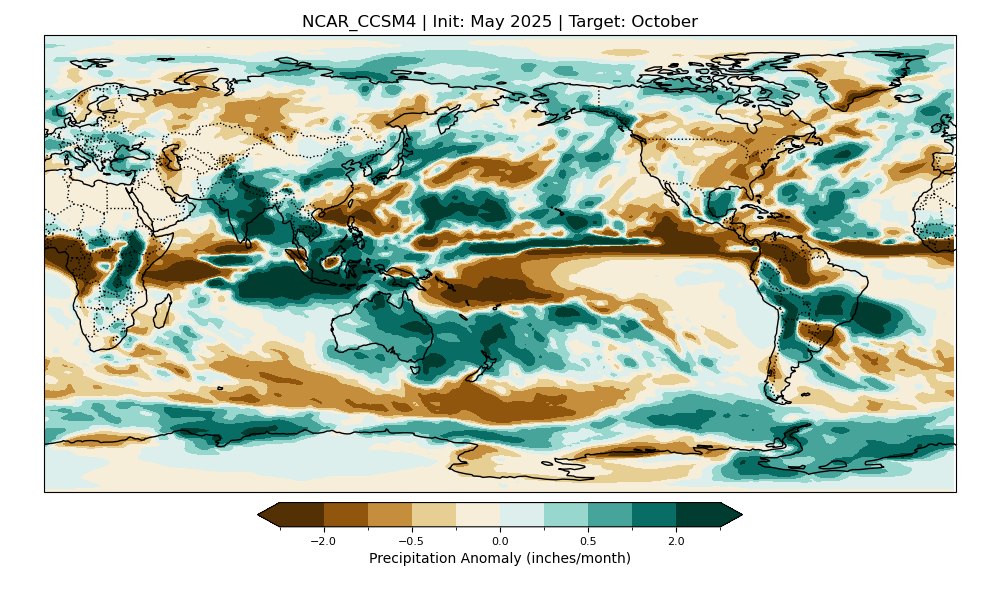 NCAR_CCSM4 | Init: May 2025 | Target: October
−2.0 −0.5 0.0 0.5 2.0
Precipitation Anomaly (inches/month)